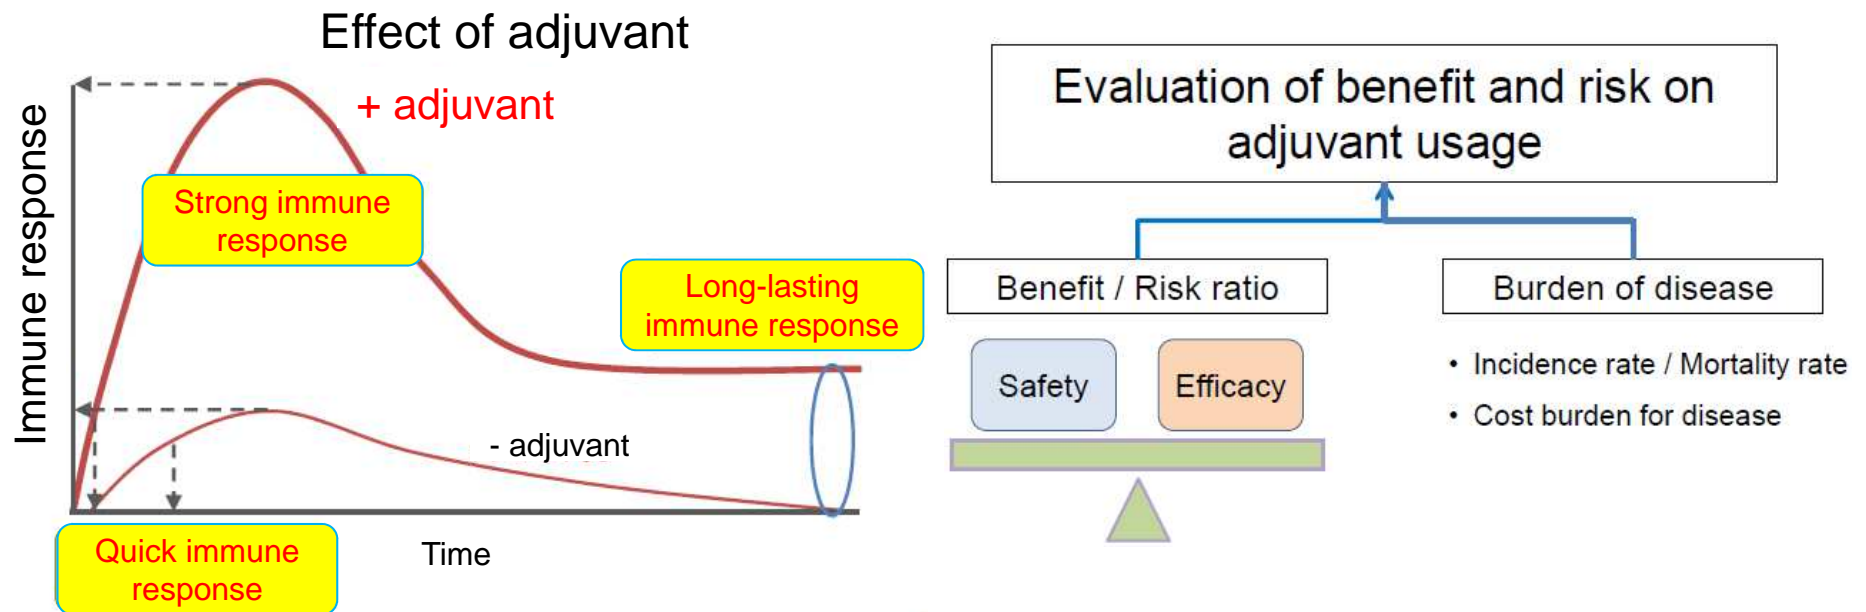 Effect of adjuvant
+ adjuvant
Immune response
Strong immune
response
Long-lasting
immune response
- adjuvant
Quick immune
response
Time
Evaluation of benefit and risk on
adjuvant usage
Benefit / Risk ratio
Burden of disease
Safety
Efficacy
• Incidence rate / Mortality rate
• Cost burden for disease